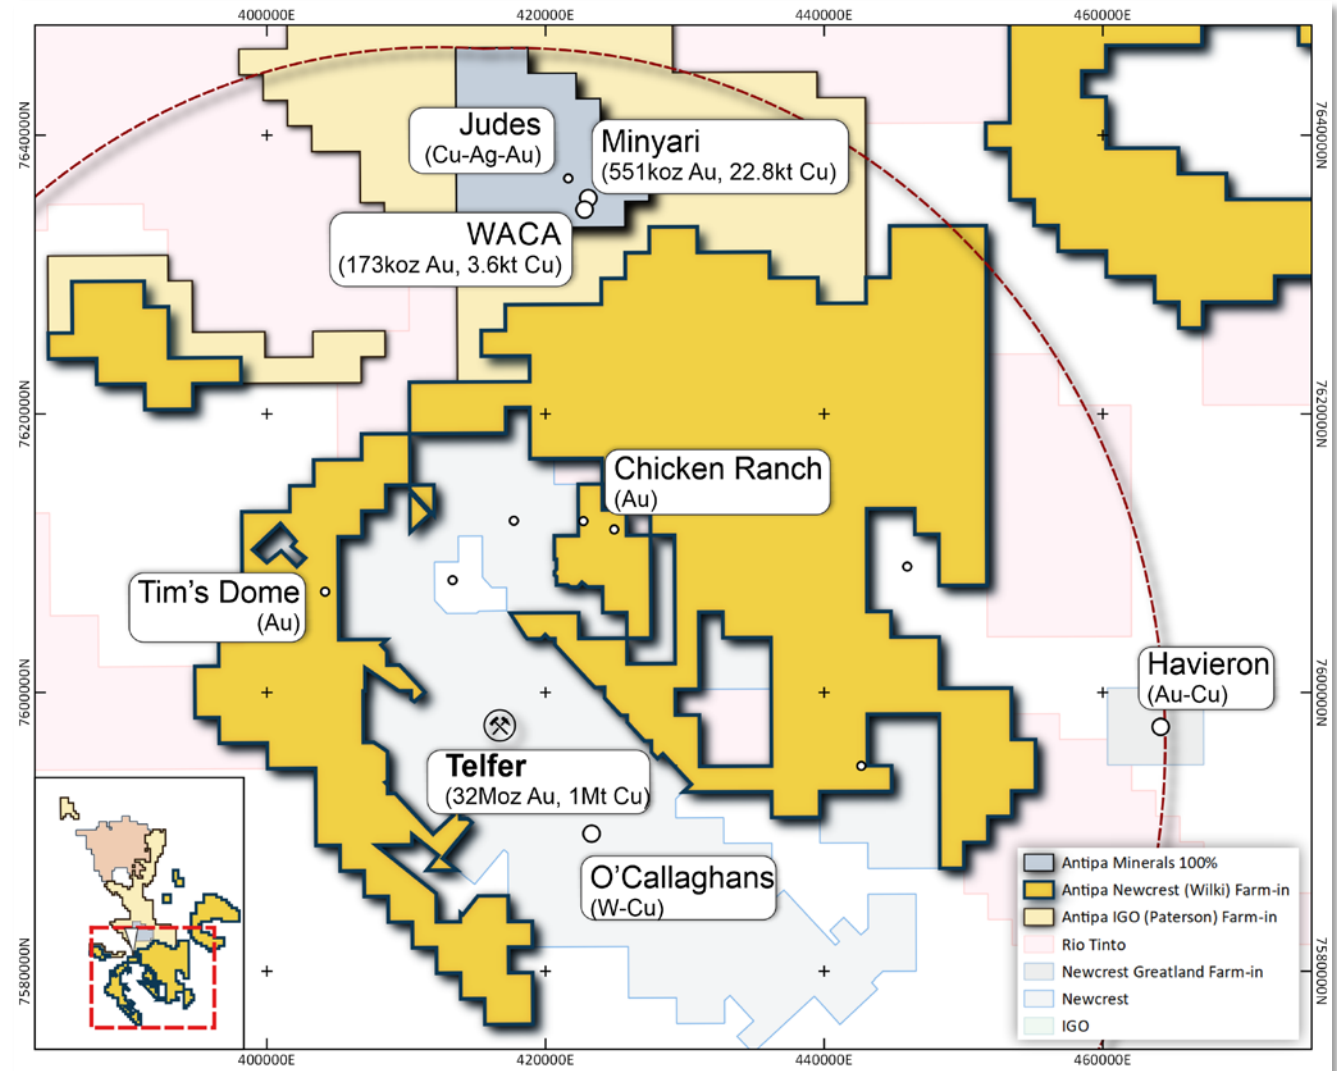 400000E
420000E
440000E
460000E
7640000N
7640000N
Judes
(Cu-Ag-Au)
Minyari
(551koz Au, 22.8kt Cu)
WACA
(173koz Au, 3.6kt Cu)
7620000N
7620000N
Chicken Ranch
(Au)
Tim's Dome
(Au)
Havieron
(Au-Cu)
7600000N
7600000N
Telfer
(32Moz Au, 1Mt Cu)
O'Callaghans
(W-Cu)
Antipa Minerals 100%
Antipa Newcrest (Wilki) Farm-in
Antipa IGO (Paterson) Farm-in
Rio Tinto
Newcrest Greatland Farm-in
Newcrest
IGO
7580000N
7580000N
400000E
420000E
440000E
460000E